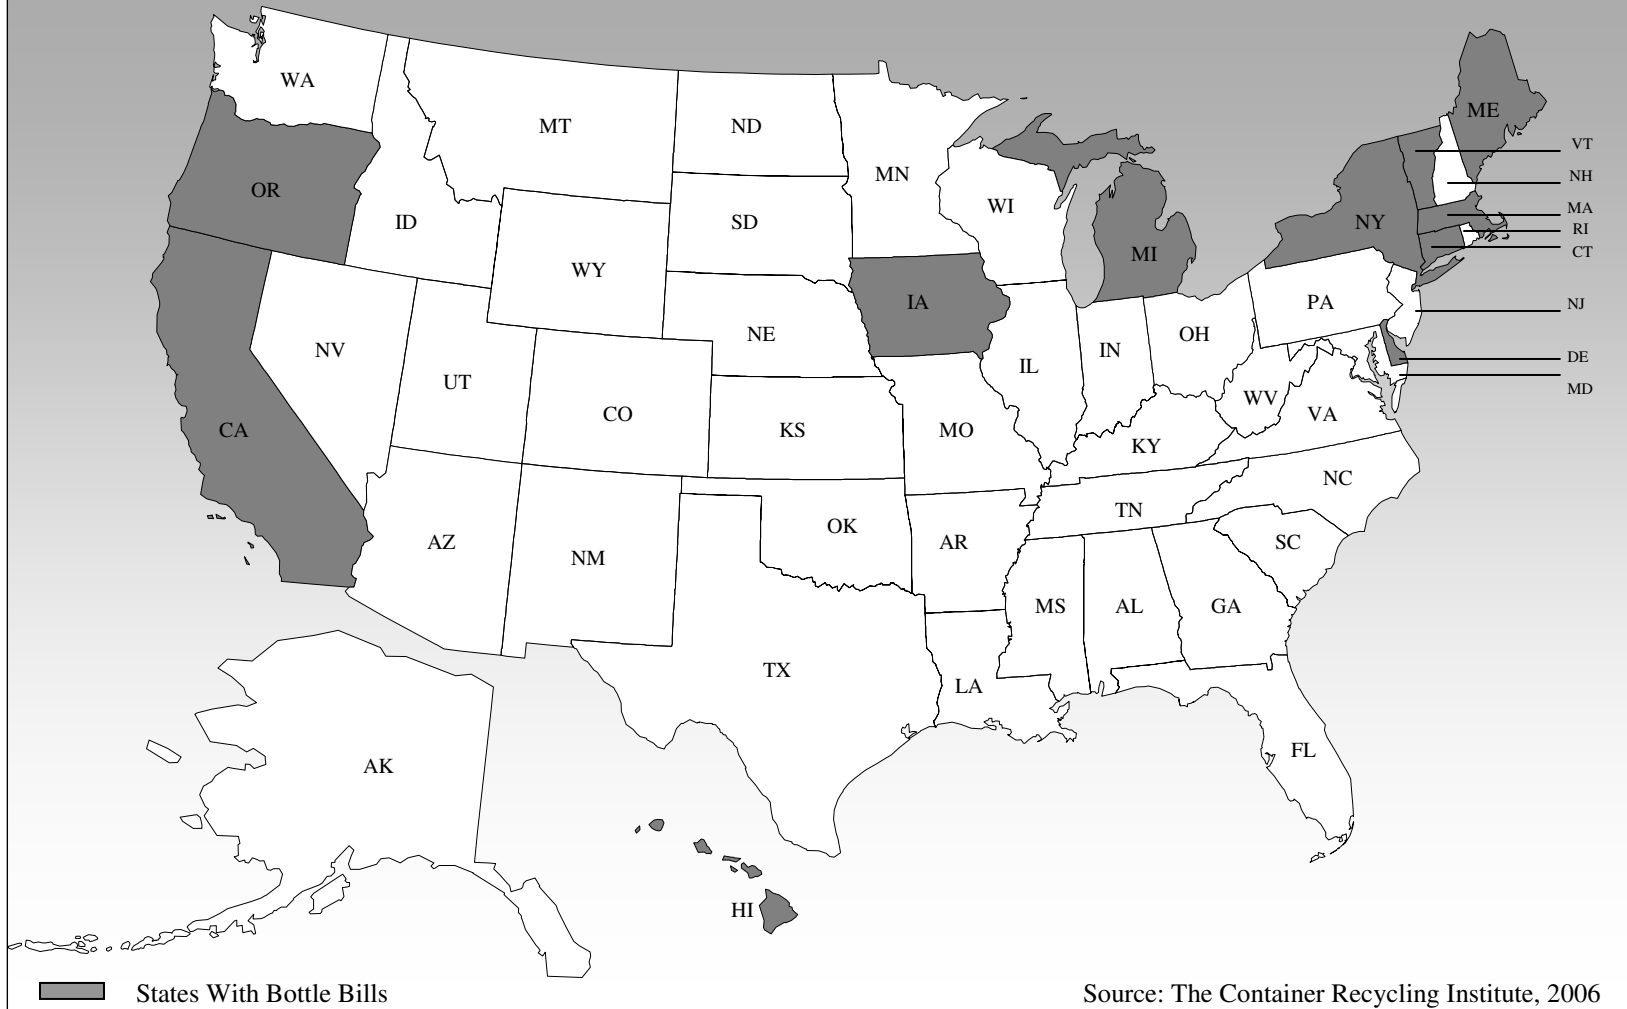 WA
MT
ND
MN
OR
ID
SD
WI
WY
MI
ME
VT
NH
MA
RI
CT
NY
IA
NE
PA
NJ
OH
NV
IN
IL
UT
DE
MD
CO
WV
VA
CA
KS
MO
KY
NC
TN
AZ
NM
OK
AR
SC
MS
AL
GA
TX
LA
FL
AK
HI
States With Bottle Bills
Source: The Container Recycling Institute, 2006